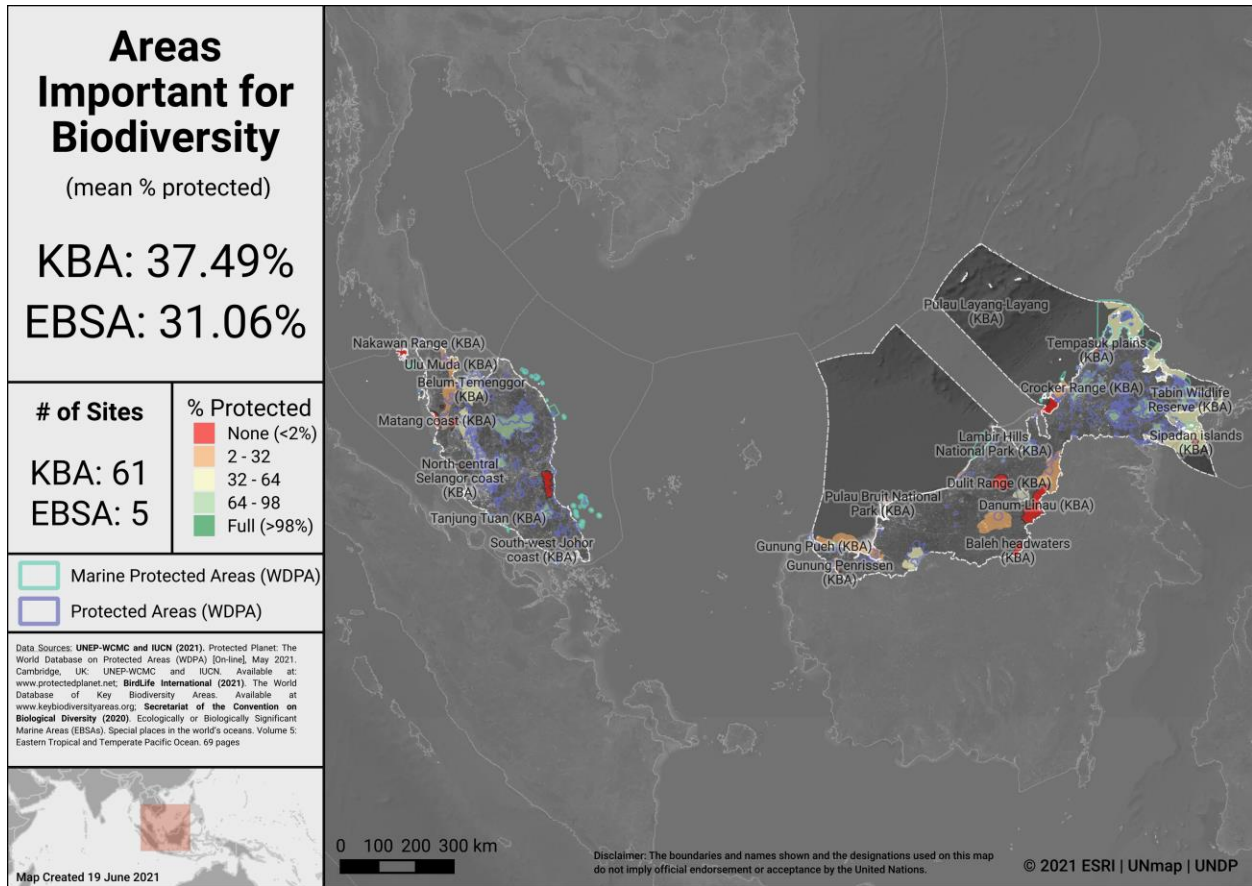 Areas
Important for
Biodiversity
(mean % protected)
KBA: 37.49%
EBSA: 31.06%
# of Sites
KBA: 61
EBSA: 5
% Protected
None (<2%)
2 - 32
32 - 64
64 - 98
Full (>98%)
Marine Protected Areas (WDPA)
Protected Areas (WDPA)
Data Sources: UNEP-WCMC and IUCN (2021). Protected Planet: The
World Database on Protected Areas (WDPA) [On-line], May 2021.
Cambridge, UK: UNEP-WCMC and IUCN. Available at:
www.protectedplanet.net; BirdLife International (2021). The World
Database of Key Biodiversity Areas. Available at
www.keybiodiversityareas.org; Secretariat of the Convention on
Biological Diversity (2020). Ecologically or Biologically Significant
Marine Areas (EBSAs). Special places in the world's oceans. Volume 5:
Eastern Tropical and Temperate Pacific Ocean. 69 pages
Map Created 19 June 2021
Nakawan Range (KBA)
Ulu Muda (KBA)
Belum-Temenggor
(KBA)
Matang coast (KBA)
North-central
Selangor coast
(KBA)
Tanjung Tuan (KBA)
South-west Johor
coast (KBA)
Pulau Layang-Layang
(KBA)
Tempasuk plains
(KBA)
Crocker Range (KBA)
Tabin Wildlife
Reserve (KBA)
Sipadan islands
(KBA)
Lambir Hills
National Park (KBA)
Dulit Range (KBA)
Danum-Linau (KBA)
Pulau Bruit National
Park (KBA)
Baleh headwaters
(KBA)
Gunung Pueh (KBA)
Gunung Penrissen
(KBA)
0 100 200 300 km
Disclaimer: The boundaries and names shown and the designations used on this map
do not imply official endorsement or acceptance by the United Nations.
© 2021 ESRI | UNmap | UNDP